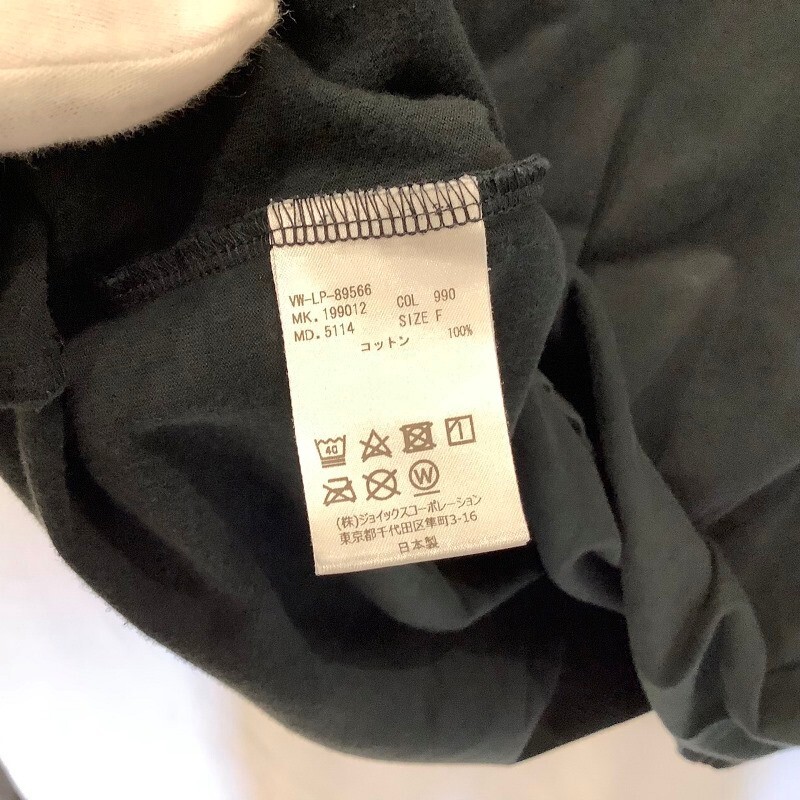 VW-LP-89566
MK. 199012 COL 990
MD. 5114 SIZE F
コットン 100%
40
W
(株)ジョイックスコーポレーション
東京都千代田区隼町3-16
日本製